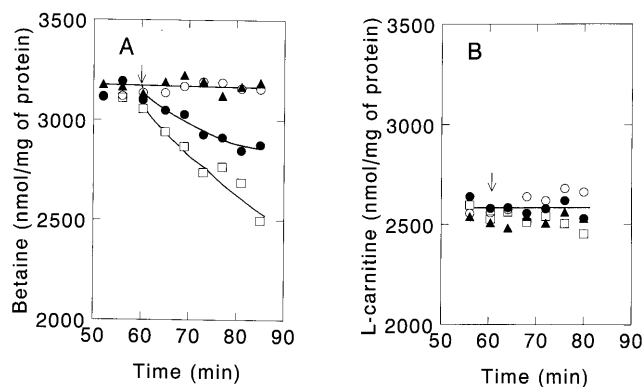 A
Betaine (nmol/mg of protein)
3500
3000
2500
2000
50 60 70 80 90
Time (min)
B
L-carnitine (nmol/mg of protein)
3500
3000
2500
2000
50 60 70 80 90
Time (min)